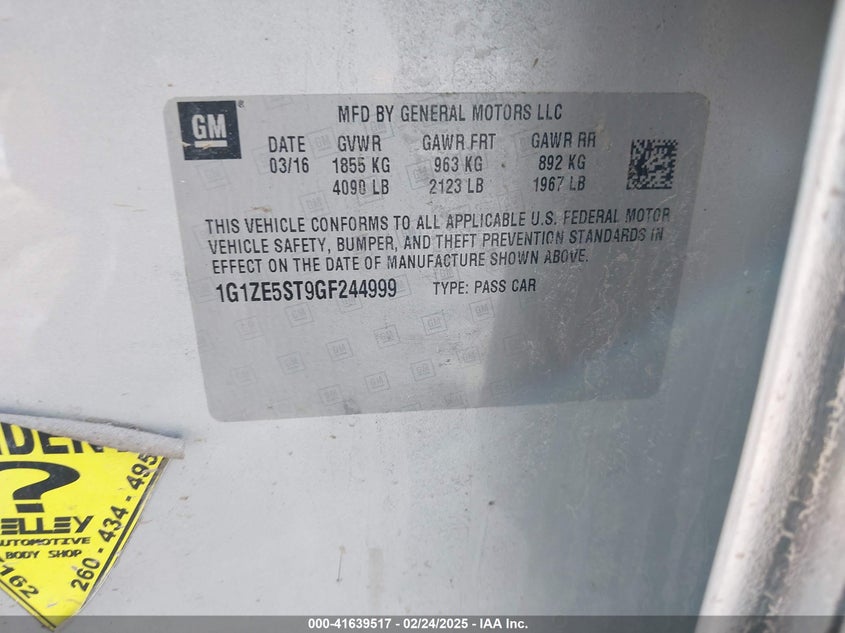 GM
MFD BY GENERAL MOTORS LLC
DATE GVWR GAWR FRT GAWR RR
03/16 1855 KG 963 KG 892 KG
4090 LB 2123 LB 1967 LB
THIS VEHICLE CONFORMS TO ALL APPLICABLE U.S. FEDERAL MOTOR
VEHICLE SAFETY, BUMPER, AND THEFT PREVENTION STANDARDS IN
EFFECT ON THE DATE OF MANUFACTURE SHOWN ABOVE.
1G1ZE5ST9GF244999 TYPE: PASS CAR
?
ELLEY
AUTOMOTIVE
BODY SHOP
162
260-434-495
000-41639517 - 02/24/2025 - IAA Inc.